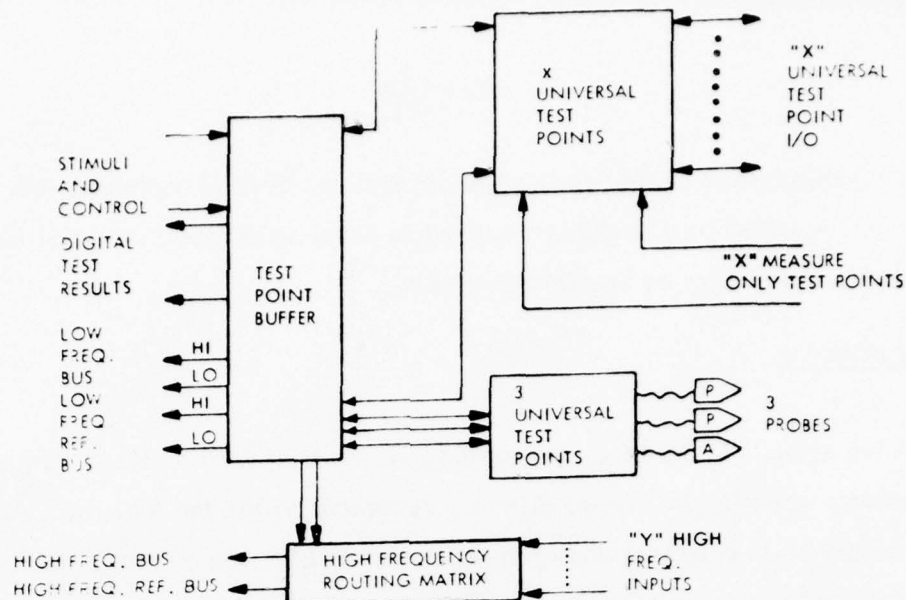 X
UNIVERSAL
TEST
POINTS
"X"
UNIVERSAL
TEST
POINT
I/O
STIMULI
AND
CONTROL
DIGITAL
TEST
RESULTS
TEST
POINT
BUFFER
"X" MEASURE
ONLY TEST POINTS
LOW
FREQ.
BUS
HI
LO
LOW
FREQ
REF.
BUS
HI
LO
3
UNIVERSAL
TEST
POINTS
P
P
A
3
PROBES
HIGH FREQ. BUS
HIGH FREQ. REF. BUS
HIGH FREQUENCY
ROUTING MATRIX
"Y" HIGH
FREQ.
INPUTS